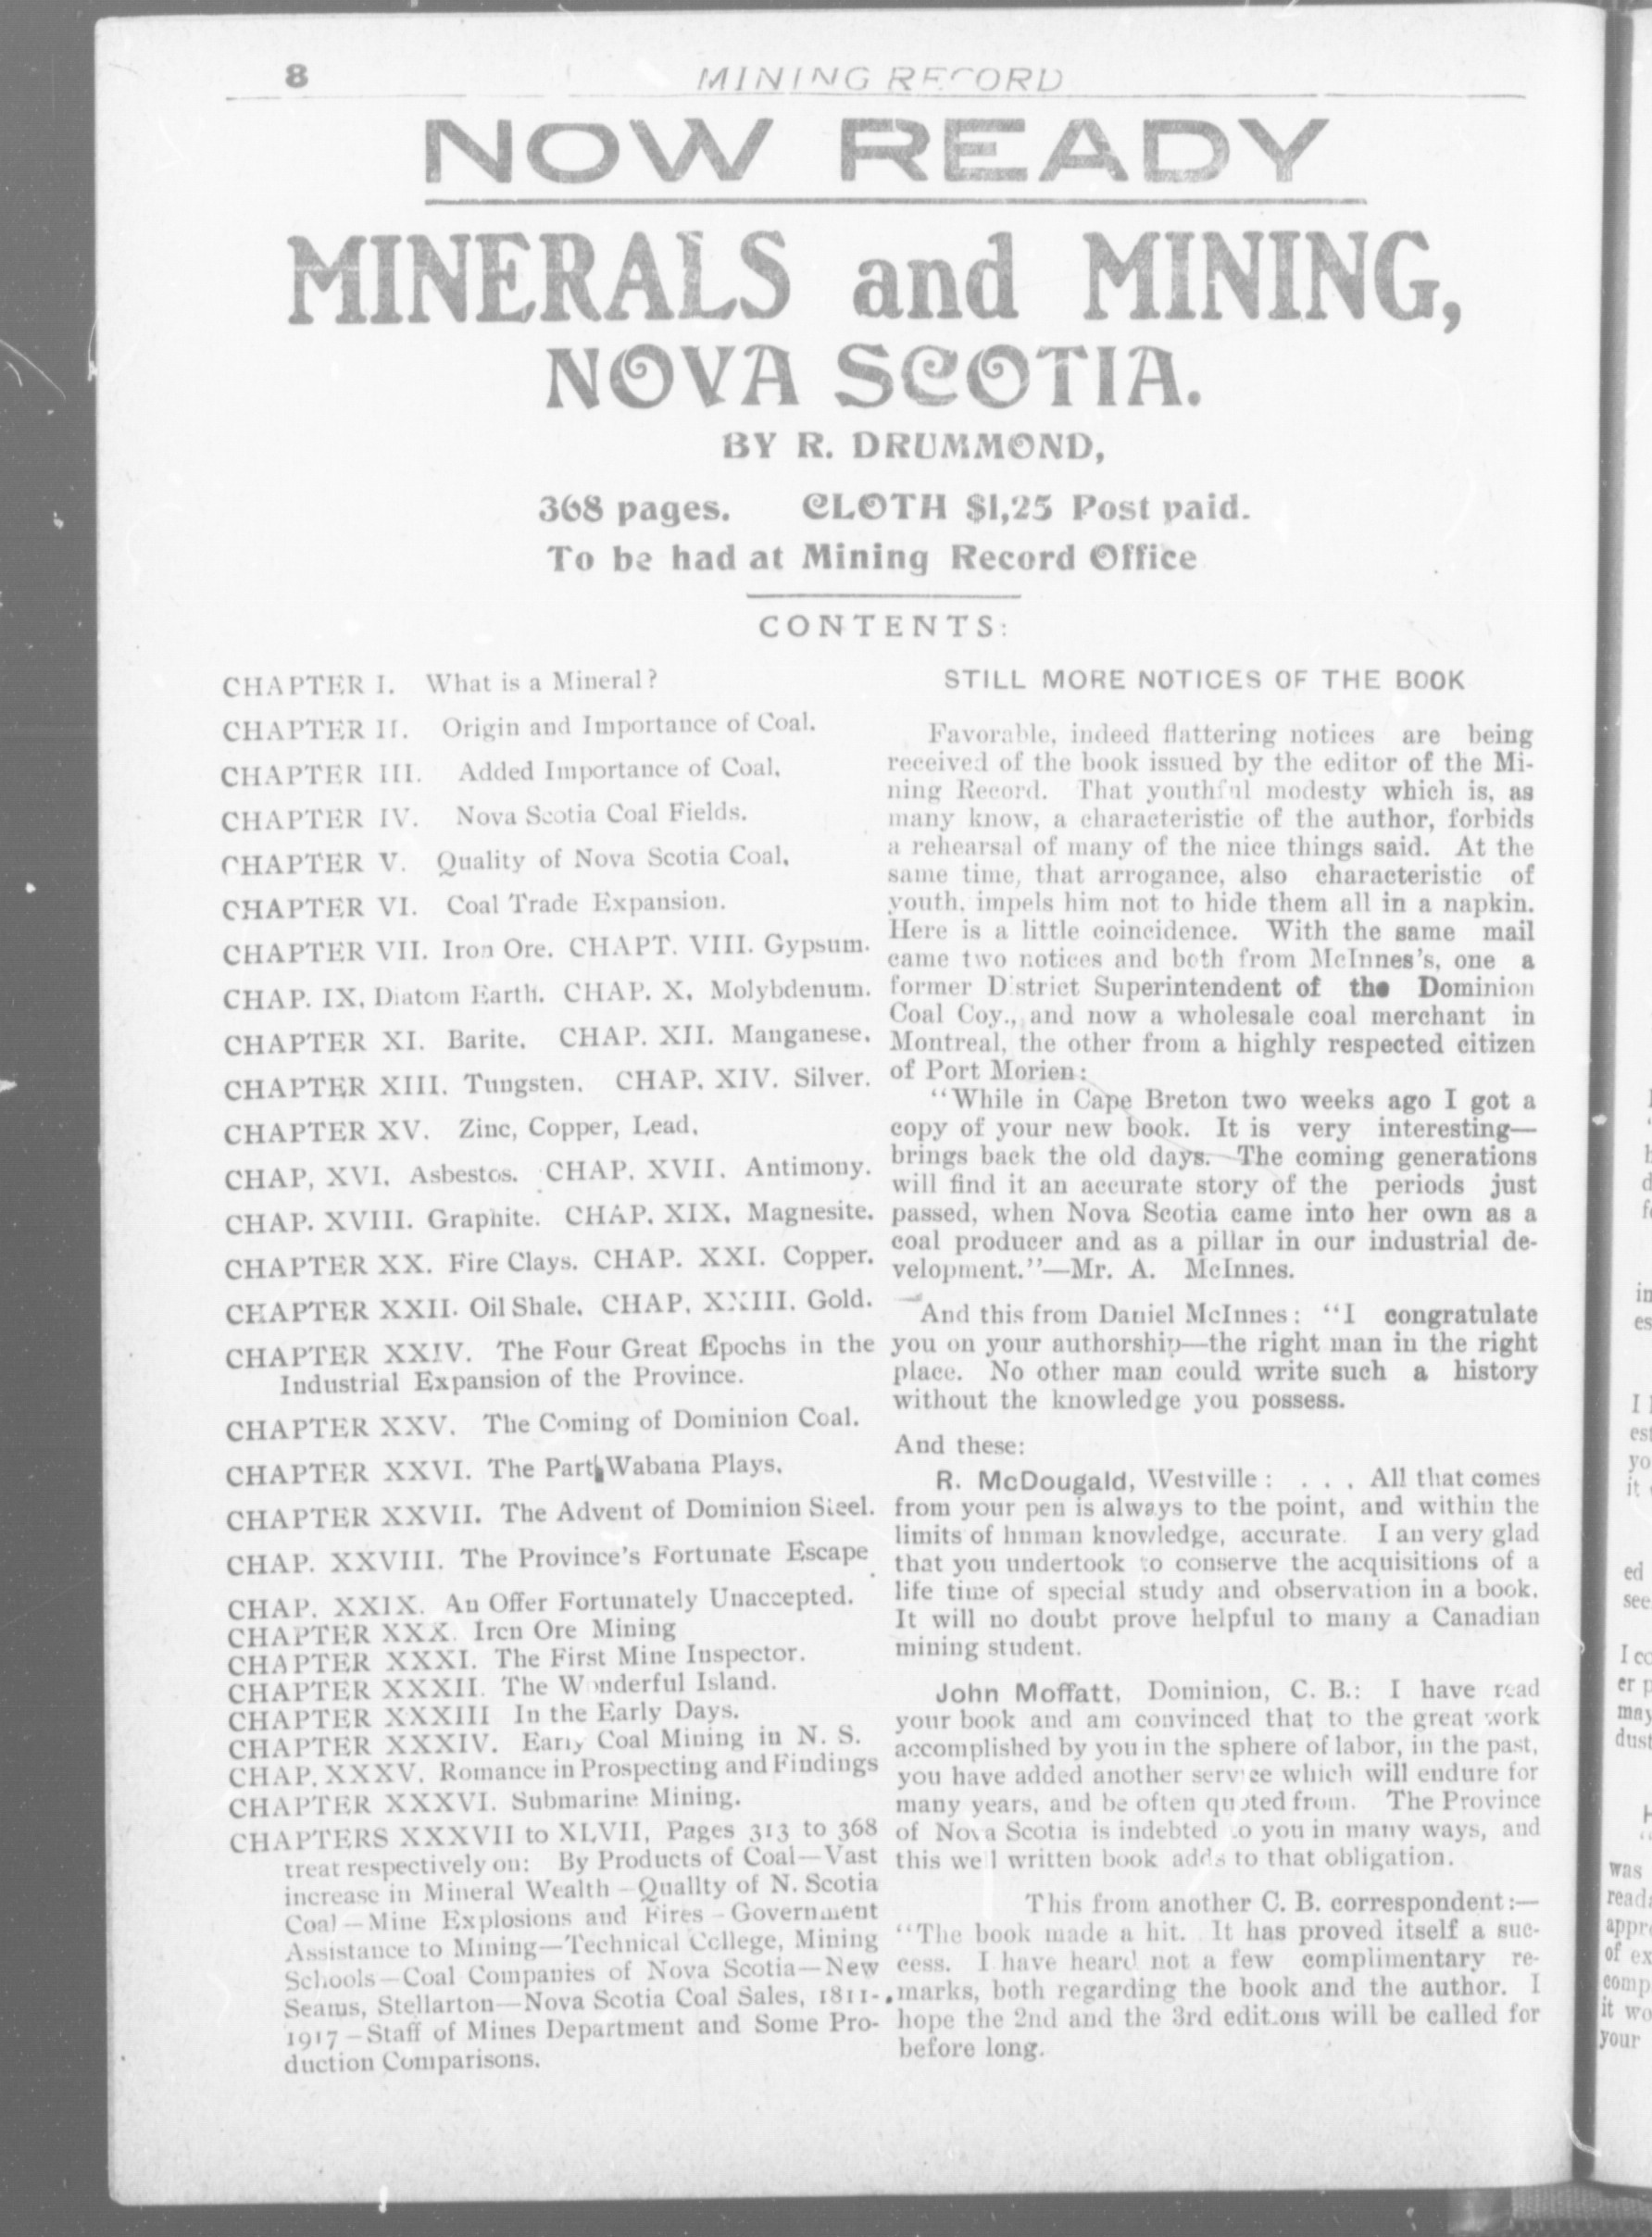 8
MINING RECORD
NOW READY
MINERALS and MINING,
NOVA SCOTIA.
BY R. DRUMMOND,
368 pages. CLOTH $1,25 Post paid.
To be had at Mining Record Office
CONTENTS:
CHAPTER I. What is a Mineral?
CHAPTER II. Origin and Importance of Coal.
CHAPTER III. Added Importance of Coal,
CHAPTER IV. Nova Scotia Coal Fields.
CHAPTER V. Quality of Nova Scotia Coal,
CHAPTER VI. Coal Trade Expansion.
CHAPTER VII. Iron Ore. CHAPT. VIII. Gypsum.
CHAP. IX, Diatom Earth. CHAP. X, Molybdenum.
CHAPTER XI. Barite. CHAP. XII. Manganese,
CHAPTER XIII. Tungsten, CHAP, XIV. Silver.
CHAPTER XV. Zinc, Copper, Lead,
CHAP, XVI, Asbestos. CHAP, XVII. Antimony.
CHAP. XVIII. Graphite. CHAP. XIX, Magnesite.
CHAPTER XX. Fire Clays. CHAP. XXI. Copper.
CHAPTER XXII. Oil Shale, CHAP, XXIII. Gold.
CHAPTER XXIV. The Four Great Epochs in the
Industrial Expansion of the Province.
CHAPTER XXV. The Coming of Dominion Coal.
CHAPTER XXVI. The Part Wabana Plays,
CHAPTER XXVII. The Advent of Dominion Steel.
CHAP. XXVIII. The Province's Fortunate Escape
CHAP. XXIX. An Offer Fortunately Unaccepted.
CHAPTER XXX. Iron Ore Mining
CHAPTER XXXI. The First Mine Inspector.
CHAPTER XXXII. The Wonderful Island.
CHAPTER XXXIII In the Early Days.
CHAPTER XXXIV. Early Coal Mining in N. S.
CHAP. XXXV. Romance in Prospecting and Findings
CHAPTER XXXVI. Submarine Mining.
CHAPTERS XXXVII to XLVII, Pages 313 to 368
treat respectively on: By Products of Coal—Vast
increase in Mineral Wealth—Quallty of N. Scotia
Coal—Mine Explosions and Fires—Government
Assistance to Mining—Technical College, Mining
Schools—Coal Companies of Nova Scotia—New
Seams, Stellarton—Nova Scotia Coal Sales, 1811-
1917—Staff of Mines Department and Some Pro-
duction Comparisons.
STILL MORE NOTICES OF THE BOOK
Favorable, indeed flattering notices are being
received of the book issued by the editor of the Mi-
ning Record. That youthful modesty which is, as
many know, a characteristic of the author, forbids
a rehearsal of many of the nice things said. At the
same time, that arrogance, also characteristic of
youth, impels him not to hide them all in a napkin.
Here is a little coincidence. With the same mail
came two notices and both from McInnes's, one a
former District Superintendent of the Dominion
Coal Coy., and now a wholesale coal merchant in
Montreal, the other from a highly respected citizen
of Port Morien:
"While in Cape Breton two weeks ago I got a
copy of your new book. It is very interesting—
brings back the old days. The coming generations
will find it an accurate story of the periods just
passed, when Nova Scotia came into her own as a
coal producer and as a pillar in our industrial de-
velopment."—Mr. A. McInnes.
And this from Daniel McInnes: "I congratulate
you on your authorship—the right man in the right
place. No other man could write such a history
without the knowledge you possess.
And these:
R. McDougald, Westville: . . . All that comes
from your pen is always to the point, and within the
limits of human knowledge, accurate. I an very glad
that you undertook to conserve the acquisitions of a
life time of special study and observation in a book.
It will no doubt prove helpful to many a Canadian
mining student.
John Moffatt, Dominion, C. B.: I have read
your book and am convinced that to the great work
accomplished by you in the sphere of labor, in the past,
you have added another service which will endure for
many years, and be often quoted from. The Province
of Nova Scotia is indebted to you in many ways, and
this well written book adds to that obligation.
This from another C. B. correspondent:—
"The book made a hit. It has proved itself a suc-
cess. I have heard not a few complimentary re-
marks, both regarding the book and the author. I
hope the 2nd and the 3rd editions will be called for
before long.